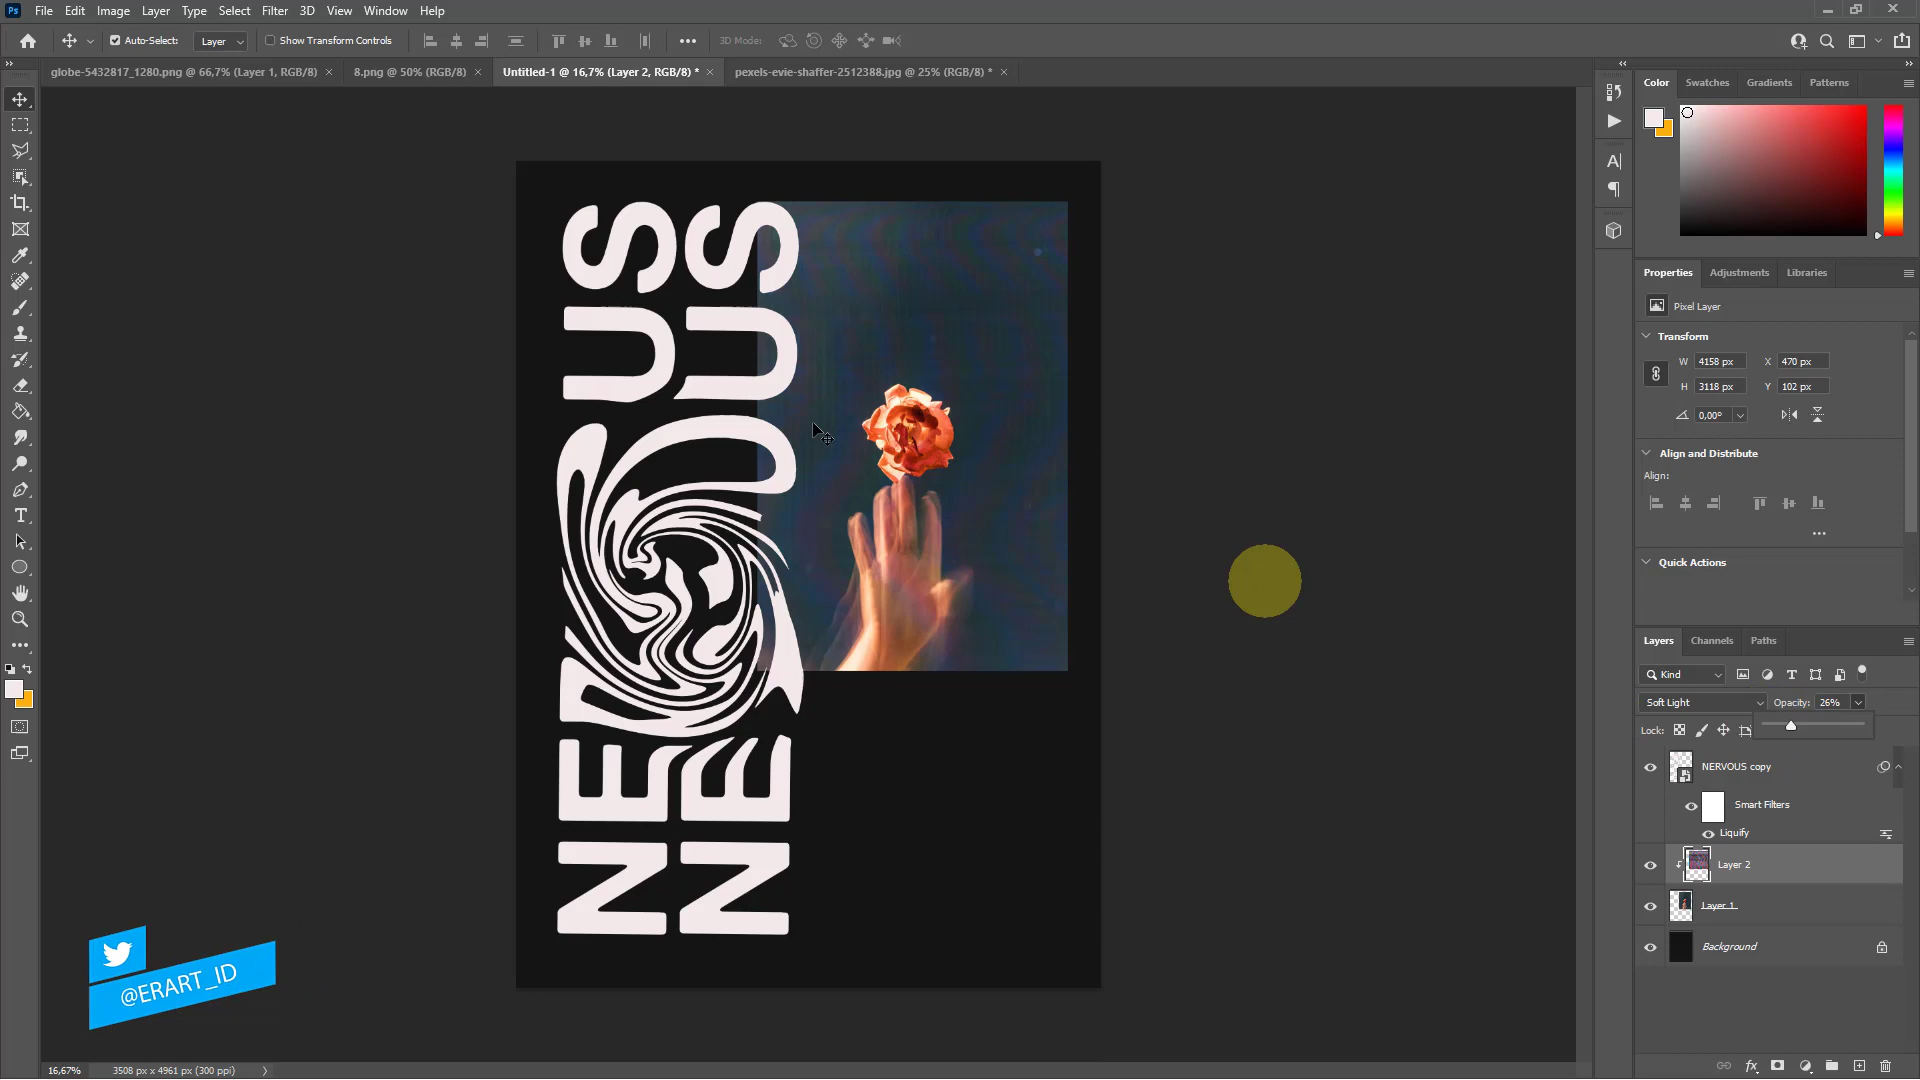 Ps File Edit Image Layer Type Select Filter 3D View Window Help
Auto-Select: Layer Show Transform Controls 3D Mode:
globe-5432817_1280.png @ 66,7% (Layer 1, RGB/8) 8.png @ 50% (RGB/8) Untitled-1 @ 16,7% (Layer 2, RGB/8) * pexels-evie-shaffer-2512388.jpg @ 25% (RGB/8) *
Color Swatches Gradients Patterns
Properties Adjustments Libraries
Pixel Layer
Transform
W 4158 px X 470 px
H 3118 px Y 102 px
0,00°
Align and Distribute
Align:
Quick Actions
Layers Channels Paths
Kind
Soft Light Opacity: 26%
Lock:
NERVOUS copy
Smart Filters
Liquify
Layer 2
Layer 1
Background
NE US
NE OUS
@ERART_ID
16,67% 3508 px x 4961 px (300 ppi)